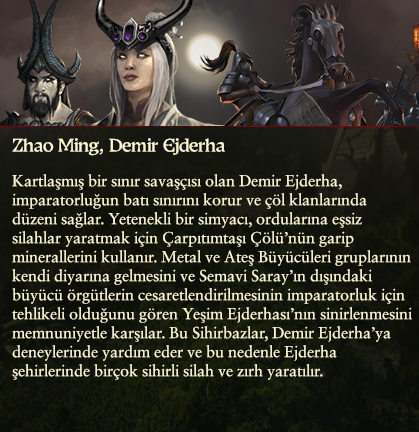 Zhao Ming, Demir Ejderha
Kartlaşmış bir sınır savaşçısı olan Demir Ejderha,
imparatorluğun batı sınırını korur ve çöl klanlarında
düzeni sağlar. Yetenekli bir simyacı, ordularına eşsiz
silahlar yaratmak için Çarpıtımtaşı Çölü’nün garip
minerallerini kullanır. Metal ve Ateş Büyücüleri gruplarının
kendi diyarına gelmesini ve Semavi Saray’ın dışındaki
büyücü örgütlerin cesaretlendirilmesinin imparatorluk için
tehlikeli olduğunu gören Yeşim Ejderhası’nın sinirlenmesini
memnuniyetle karşılar. Bu Sihirbazlar, Demir Ejderha’ya
deneylerinde yardım eder ve bu nedenle Ejderha
şehirlerinde birçok sihirli silah ve zırh yaratılır.